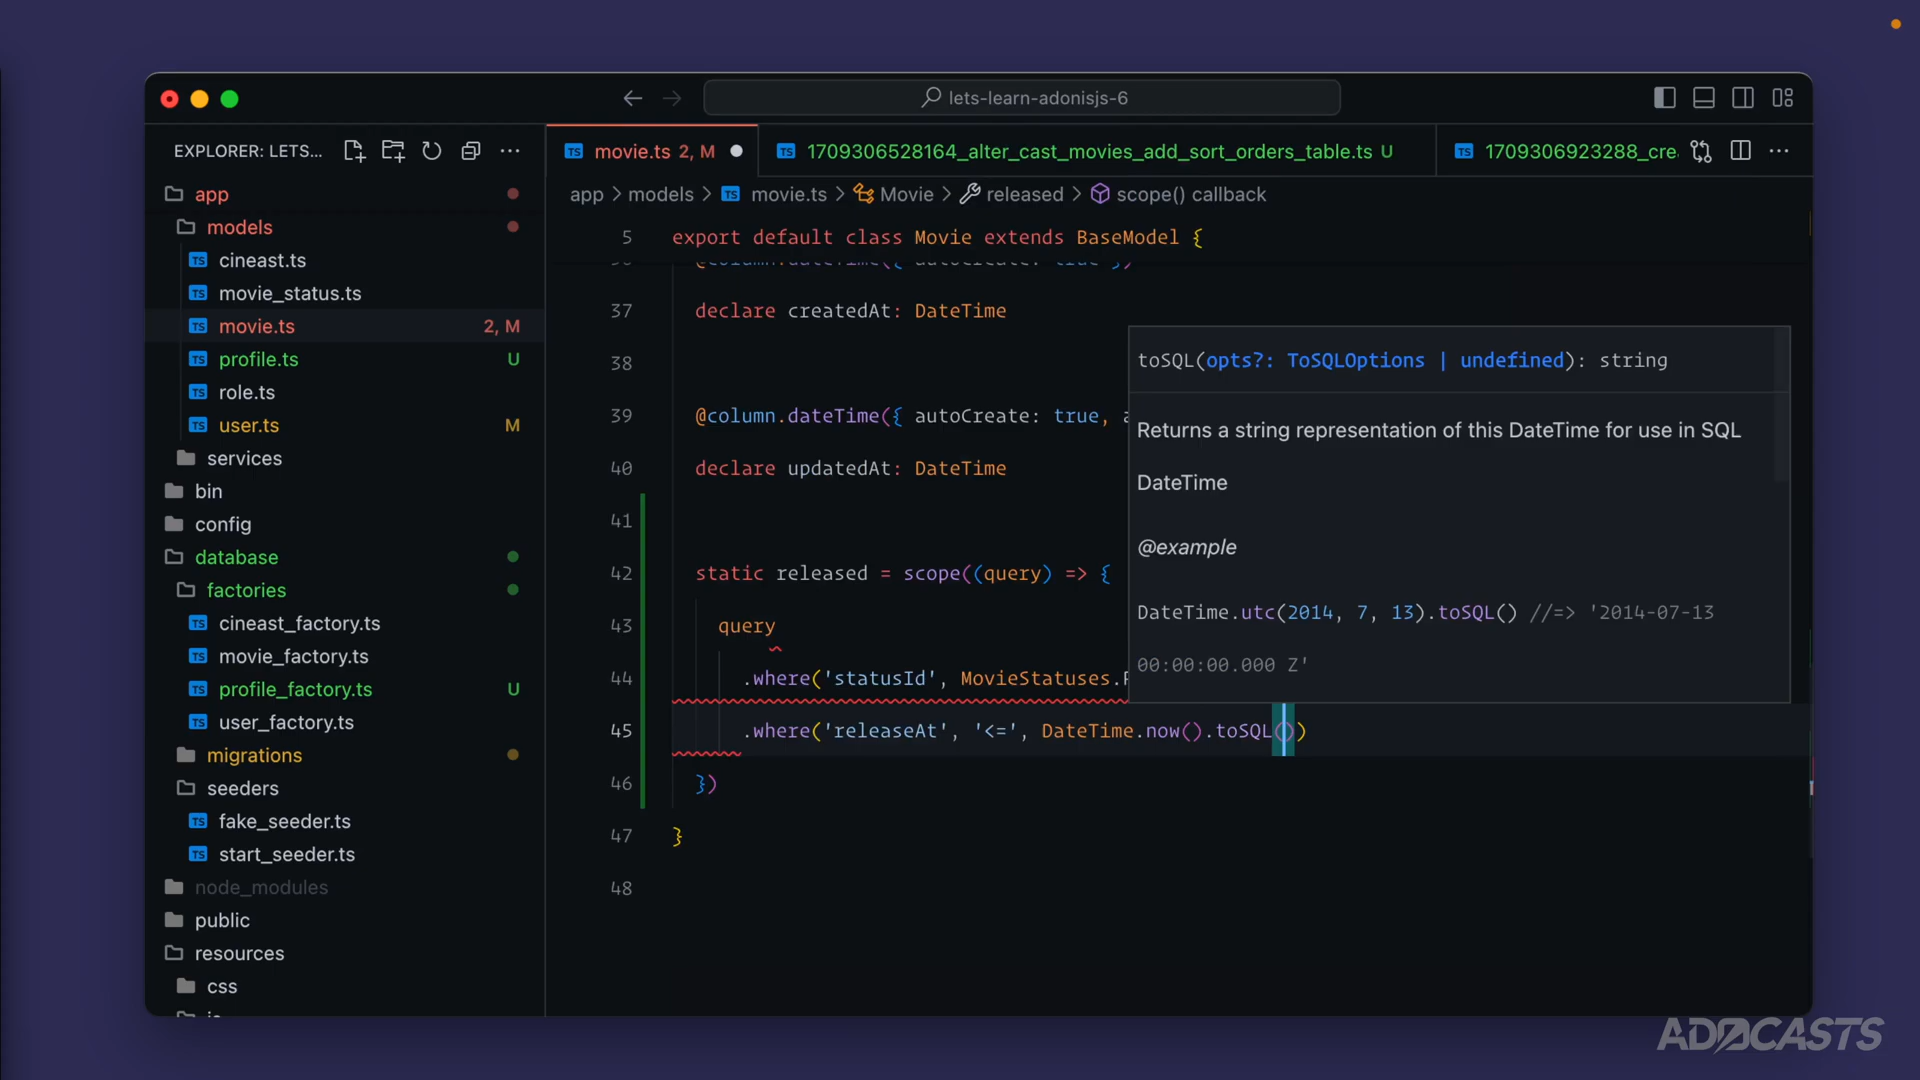 lets-learn-adonisjs-6
EXPLORER: LETS...
movie.ts 2, M
1709306528164_alter_cast_movies_add_sort_orders_table.ts U
1709306923288_cre
app > models > movie.ts > Movie > released > scope() callback
app
models
cineast.ts
movie_status.ts
movie.ts 2, M
profile.ts U
role.ts
user.ts M
services
bin
config
database
factories
cineast_factory.ts
movie_factory.ts
profile_factory.ts U
user_factory.ts
migrations
seeders
fake_seeder.ts
start_seeder.ts
node_modules
public
resources
css
5 export default class Movie extends BaseModel {
37 declare createdAt: DateTime
38
39 @column.dateTime({ autoCreate: true,
40 declare updatedAt: DateTime
41
42 static released = scope((query) => {
43 query
44 .where('statusId', MovieStatuses.
45 .where('releaseAt', '<=', DateTime.now().toSQL())
46 })
47 }
48
toSQL(opts?: ToSQLOptions | undefined): string
Returns a string representation of this DateTime for use in SQL
DateTime
@example
DateTime.utc(2014, 7, 13).toSQL() //=> '2014-07-13
00:00:00.000 Z'
ADOCASTS